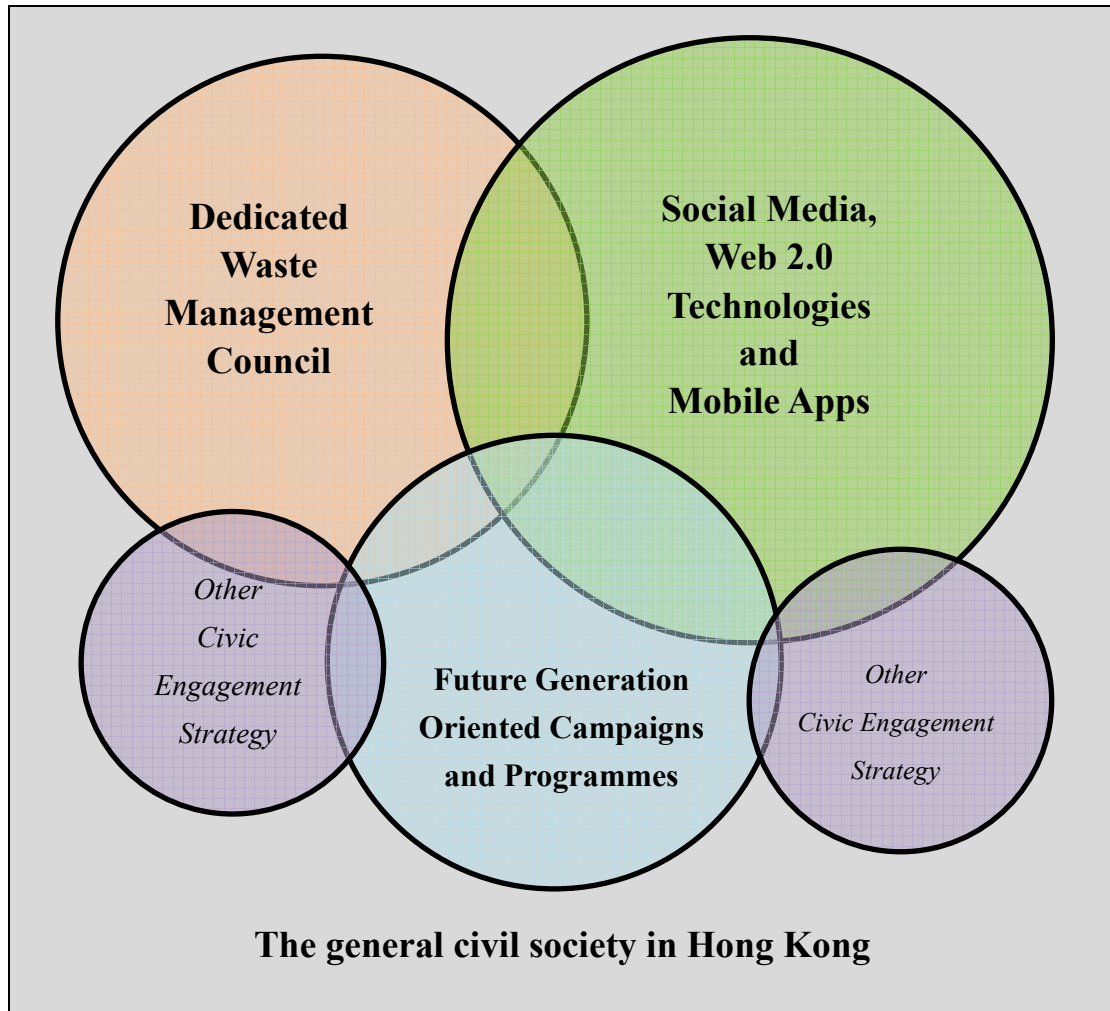 Dedicated
Waste
Management
Council
Social Media,
Web 2.0
Technologies
and
Mobile Apps
Other
Civic
Engagement
Strategy
Future Generation
Oriented Campaigns
and Programmes
Other
Civic Engagement
Strategy
The general civil society in Hong Kong